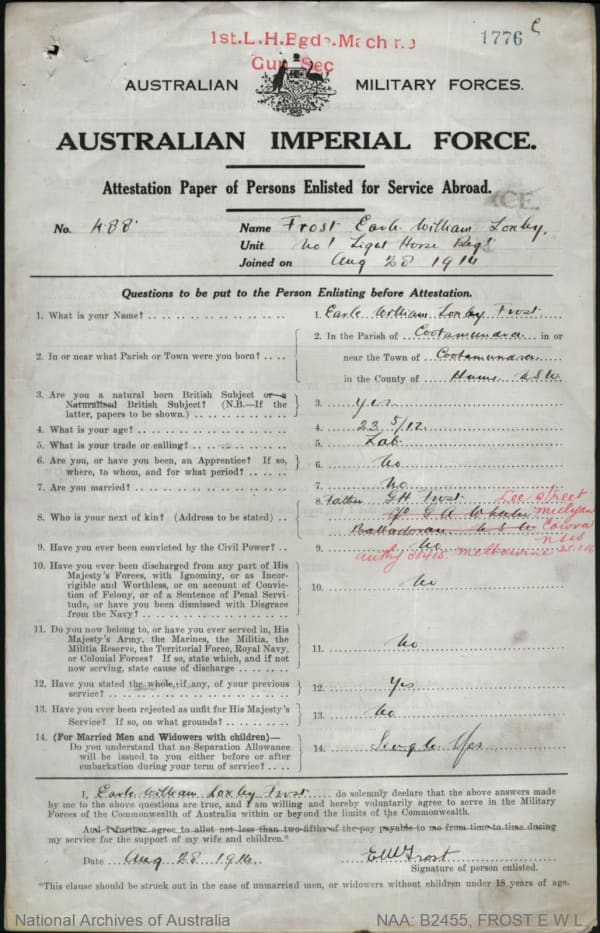 1st.L.H.Bgde.Machine
Gun Sec
1776
AUSTRALIAN MILITARY FORCES.
AUSTRALIAN IMPERIAL FORCE.
Attestation Paper of Persons Enlisted for Service Abroad.
No. 488 Name Frost Earle William Loxley.
Unit No 1 Liget Horse Regt
Joined on Aug 28 1914
Questions to be put to the Person Enlisting before Attestation.
1. What is your Name? 1. Earle William Loxley Frost
2. In or near what Parish or Town were you born? 2. In the Parish of Cootamundra in or
near the Town of Cootamundra
in the County of Hume NSW
3. Are you a natural born British Subject or a
Naturalized British Subject? (N.B.—If the
latter, papers to be shown.) 3. Yes
4. What is your age? 4. 23 5/12
5. What is your trade or calling? 5. Lab
6. Are you, or have you been, an Apprentice? If so,
where, to whom, and for what period? 6. No
7. Are you married? 7. No
8. Who is your next of kin? (Address to be stated) 8. Father G H Frost Lee Street
c/o G A Wheeler
Balladoran N S W
9. Have you ever been convicted by the Civil Power? 9. No
Melbourne 25.1.16
10. Have you ever been discharged from any part of His
Majesty's Forces, with Ignominy, or as Incor-
rigible and Worthless, or on account of Convic-
tion of Felony, or of a Sentence of Penal Servi-
tude, or have you been dismissed with Disgrace
from the Navy? 10. No
11. Do you now belong to, or have you ever served in, His
Majesty's Army, the Marines, the Militia, the
Militia Reserve, the Territorial Force, Royal Navy,
or Colonial Forces? If so, state which, and if not
now serving, state cause of discharge 11. No
12. Have you stated the whole, if any, of your previous
service? 12. Yes
13. Have you ever been rejected as unfit for His Majesty's
Service? If so, on what grounds? 13. No
14. (For Married Men and Widowers with children)—
Do you understand that no Separation Allowance
will be issued to you either before or after
embarkation during your term of service? 14. Single Yes
I, Earle William Loxley Frost do solemnly declare that the above answers made
by me to the above questions are true, and I am willing and hereby voluntarily agree to serve in the Military
Forces of the Commonwealth of Australia within or beyond the limits of the Commonwealth.
And I further agree to allot not less than two-fifths of the pay payable to me from time to time during
my service for the support of my wife and children.*
Date Aug 28 1914. EWFrost
Signature of person enlisted.
*This clause should be struck out in the case of unmarried men, or widowers without children under 18 years of age.
National Archives of Australia NAA: B2455, FROST E W L